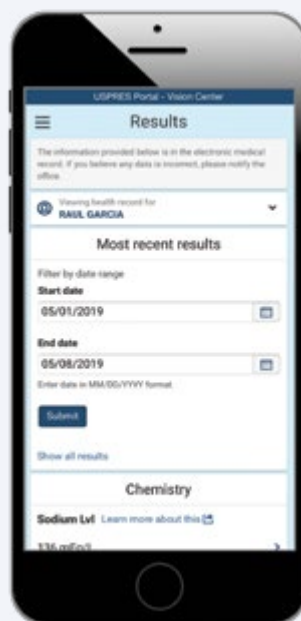 USPRES Portal - Vision Center
Results
The information provided below is in the electronic medical
record. If you believe any data is incorrect, please notify the
office.
Viewing health record for
RAUL GARCIA
Most recent results
Filter by date range
Start date
05/01/2019
End date
05/08/2019
Enter date in MM/DD/YYYY format
Submit
Show all results
Chemistry
Sodium Lvl Learn more about this
136 mEq/L